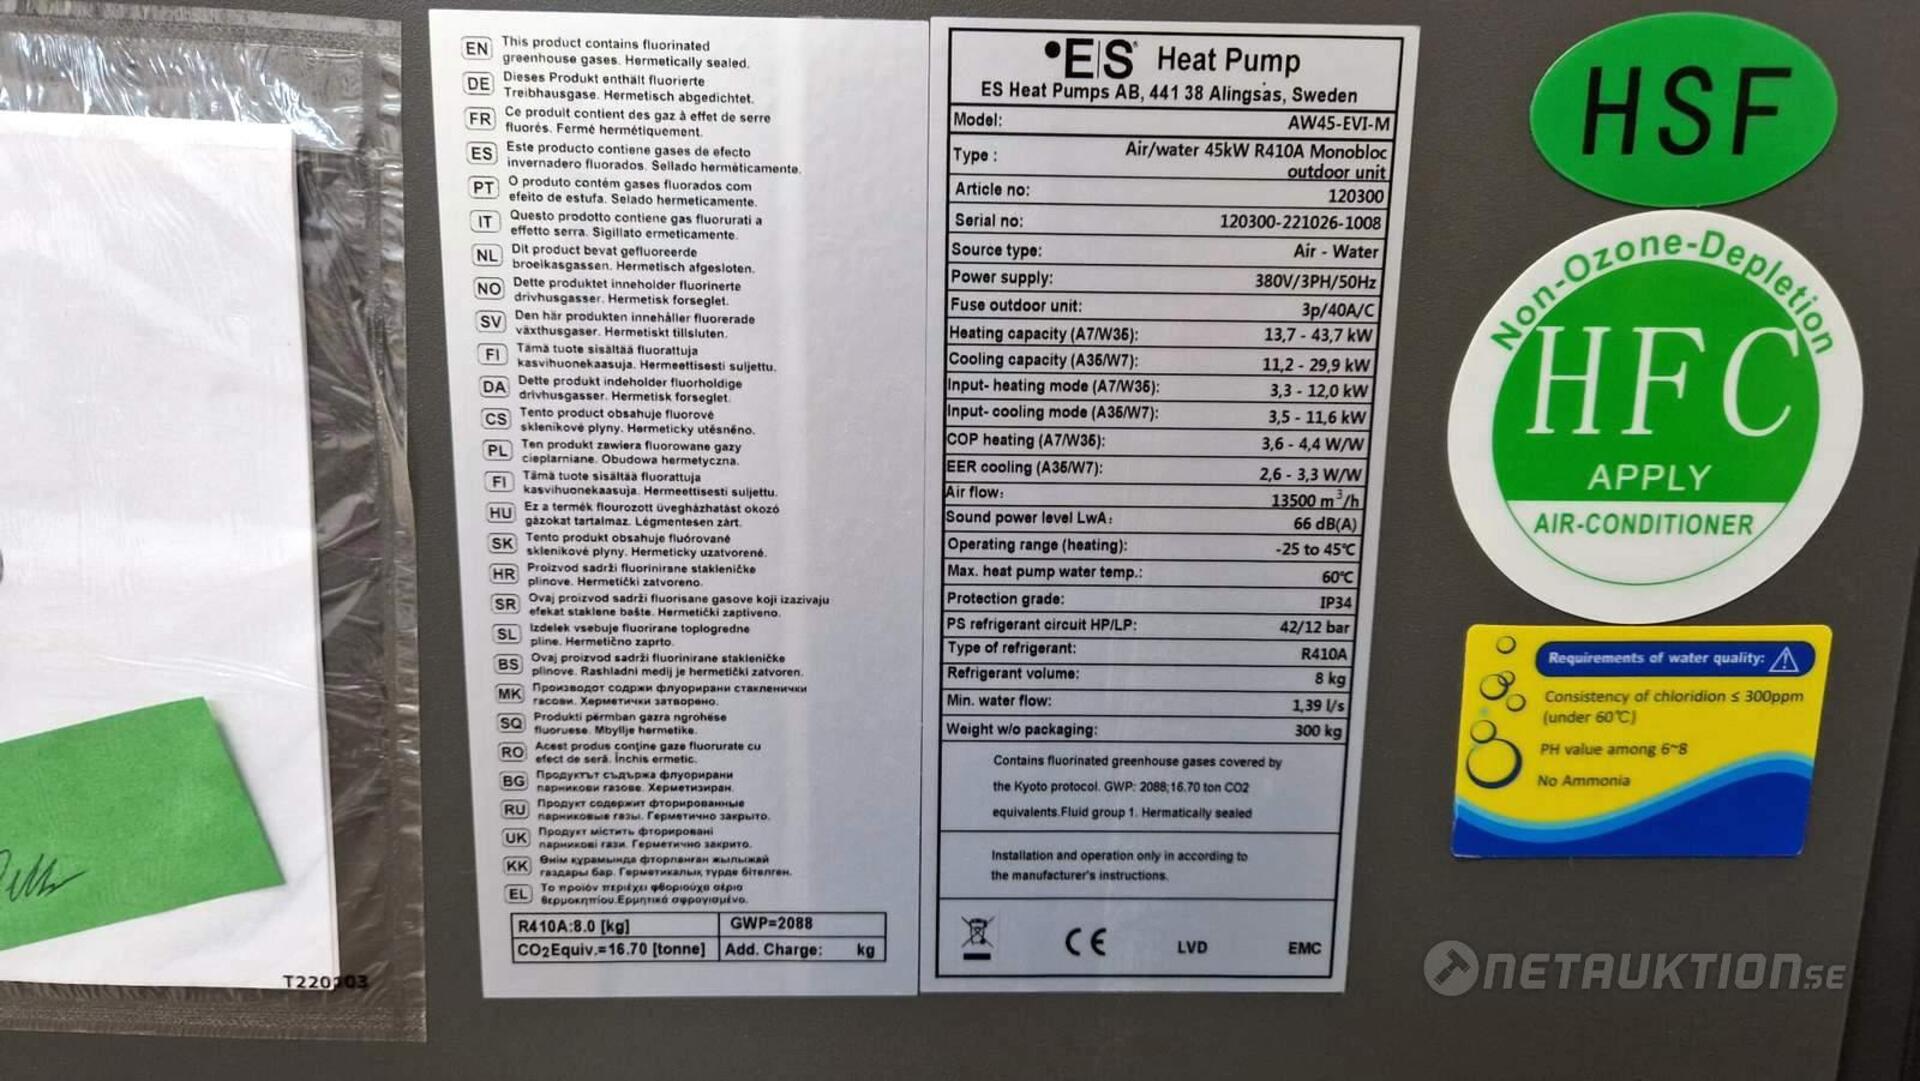 EN This product contains fluorinated
greenhouse gases. Hermetically sealed.
DE Dieses Produkt enthält fluorierte
Treibhausgase. Hermetisch abgedichtet.
FR Ce produit contient des gaz à effet de serre
fluorés. Fermé hermétiquement.
ES Este producto contiene gases de efecto
invernadero fluorados. Sellado herméticamente.
PT O produto contém gases fluorados com
efeito de estufa. Selado hermeticamente.
IT Questo prodotto contiene gas fluorurati a
effetto serra. Sigillato ermeticamente.
NL Dit product bevat gefluoreerde
broeikasgassen. Hermetisch afgesloten.
NO Dette produktet inneholder fluorinerte
drivhusgasser. Hermetisk forseglet.
SV Den här produkten innehåller fluorerade
växthusgaser. Hermetiskt tillsluten.
FI Tämä tuote sisältää fluorattuja
kasvihuonekaasuja. Hermeettisesti suljettu.
DA Dette produkt indeholder fluorholdige
drivhusgasser. Hermetisk forseglet.
CS Tento product obsahuje fluorové
skleníkové plyny. Hermeticky utěsněno.
PL Ten produkt zawiera fluorowane gazy
cieplarniane. Obudowa hermetyczna.
FI Tämä tuote sisältää fluorattuja
kasvihuonekaasuja. Hermeettisesti suljettu.
HU Ez a termék flourozott üvegházhatást okozó
gázokat tartalmaz. Légmentesen zárt.
SK Tento produkt obsahuje fluórované
sklenikové plyny. Hermeticky uzatvorené.
HR Proizvod sadrži fluorinirane stakleničke
plinove. Hermetički zatvoreno.
SR Ovaj proizvod sadrži fluorisane gasove koji izazivaju
efekat staklene bašte. Hermetički zaptiveno.
SL Izdelek vsebuje fluorirane toplogredne
pline. Hermetično zaprto.
BS Ovaj proizvod sadrži fluorinirane stakleničke
plinove. Rashladni medij je hermetički zatvoren.
MK Производот содржи флуорирани стакленички
гасови. Херметички затворено.
SQ Produkti përmban gazra ngrohëse
fluoruese. Mbyllje hermetike.
RO Acest produs conține gaze fluorurate cu
efect de seră. Închis ermetic.
BG Продуктът съдържа флуорирани
парникови газове. Херметизиран.
RU Продукт содержит фторированные
парниковые газы. Герметично закрыто.
UK Продукт містить фторировані
парникові гази. Герметично закрито.
KK Өнім құрамында фторланған жылыжай
газдары бар. Герметикалық түрде бітелген.
EL Το προϊόν περιέχει φθοριούχα αέρια
θερμοκηπίου. Ερμητικά σφραγισμένο.
R410A:8.0 [kg] GWP=2088
CO2Equiv.=16.70 [tonne] Add. Charge: kg
T220103
ES Heat Pump
ES Heat Pumps AB, 441 38 Alingsås, Sweden
Model: AW45-EVI-M
Type : Air/water 45kW R410A Monobloc
outdoor unit
Article no: 120300
Serial no: 120300-221026-1008
Source type: Air - Water
Power supply: 380V/3PH/50Hz
Fuse outdoor unit: 3p/40A/C
Heating capacity (A7/W35): 13,7 - 43,7 kW
Cooling capacity (A35/W7): 11,2 - 29,9 kW
Input- heating mode (A7/W35): 3,3 - 12,0 kW
Input- cooling mode (A35/W7): 3,5 - 11,6 kW
COP heating (A7/W35): 3,6 - 4,4 W/W
EER cooling (A35/W7): 2,6 - 3,3 W/W
Air flow: 13500 m³/h
Sound power level LwA: 66 dB(A)
Operating range (heating): -25 to 45℃
Max. heat pump water temp.: 60℃
Protection grade: IP34
PS refrigerant circuit HP/LP: 42/12 bar
Type of refrigerant: R410A
Refrigerant volume: 8 kg
Min. water flow: 1,39 l/s
Weight w/o packaging: 300 kg
Contains fluorinated greenhouse gases covered by
the Kyoto protocol. GWP: 2088;16.70 ton CO2
equivalents.Fluid group 1. Hermatically sealed
Installation and operation only in according to
the manufacturer's instructions.
CE LVD EMC
HSF
Non-Ozone-Depletion
HFC
APPLY
AIR-CONDITIONER
Requirements of water quality:
Consistency of chloridion ≤ 300ppm
(under 60℃)
PH value among 6~8
No Ammonia
NETAUKTION.SE